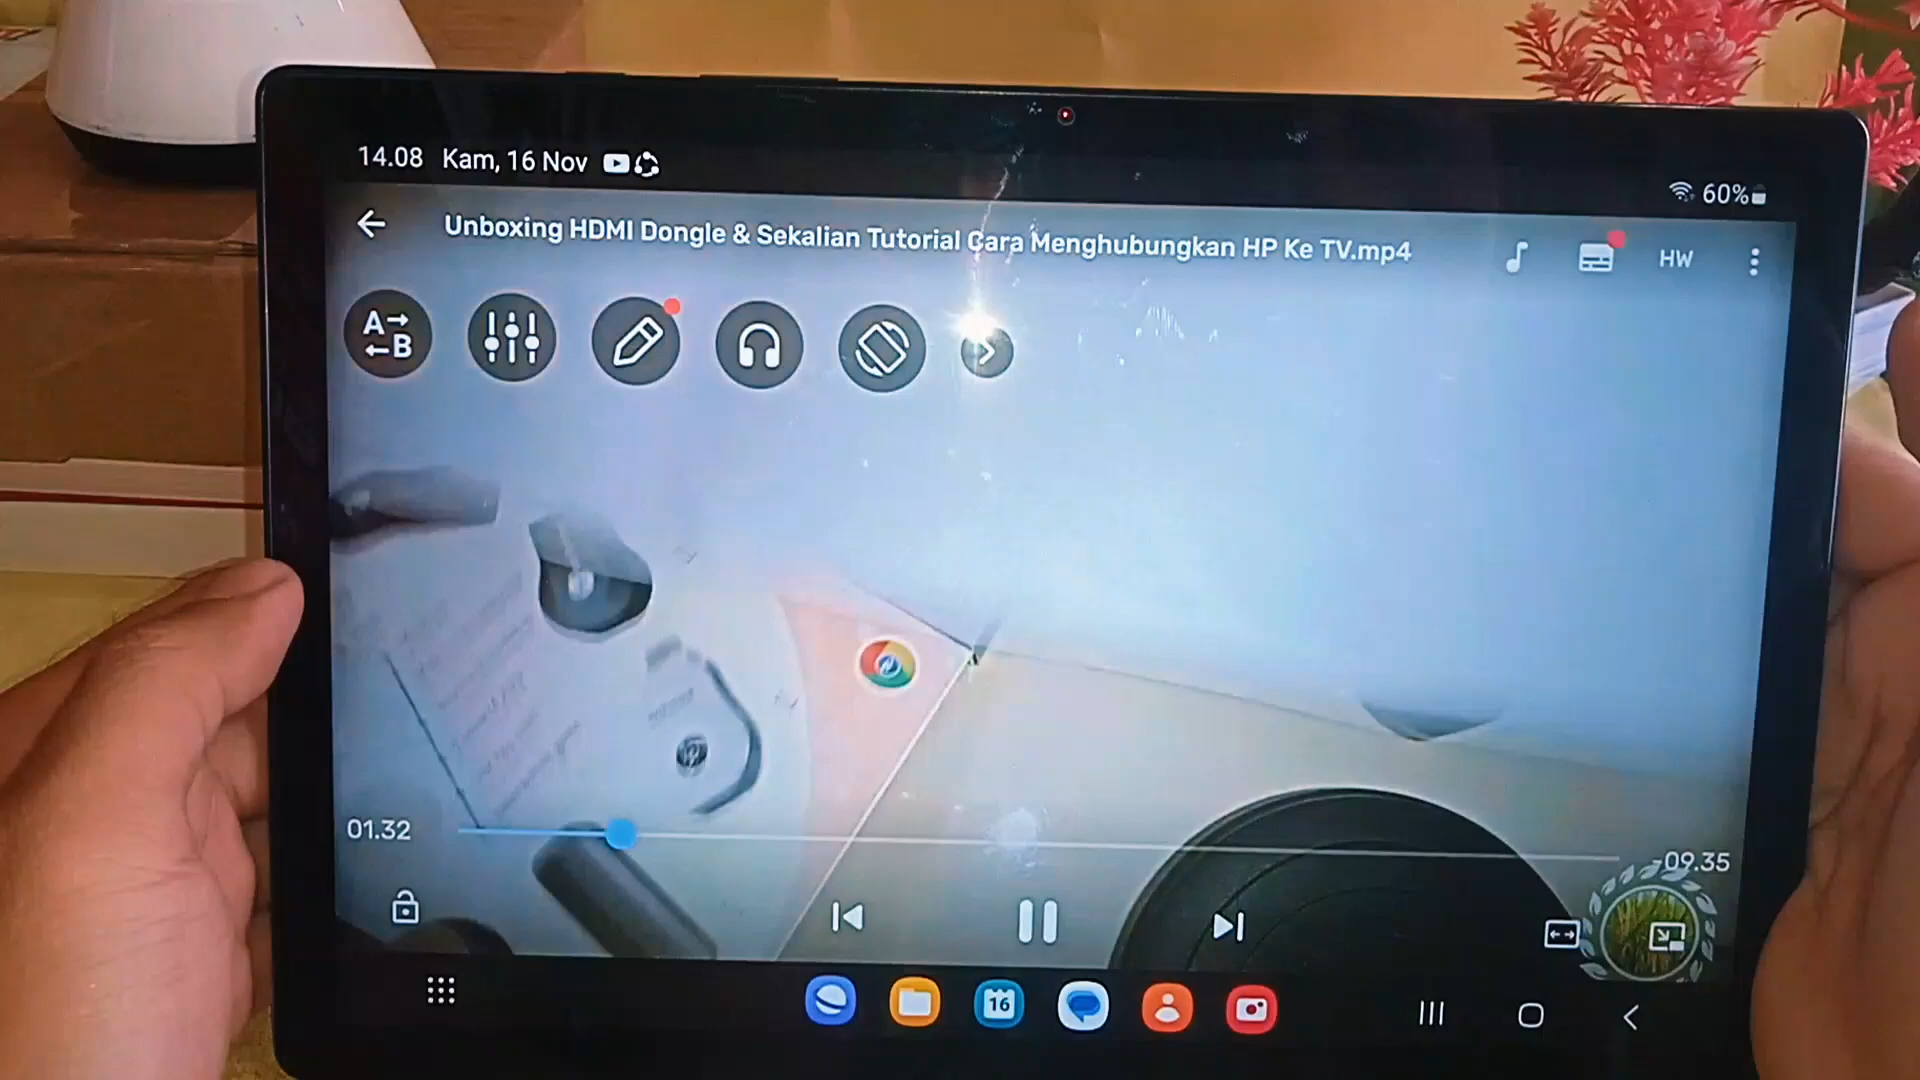 14.08 Kam, 16 Nov
60%
Unbooxing HDMI Dongle & Sekalian Tutorial Cara Menghubungkan HP Ke TV.mp4
HW
A
B
01.32
-09.35
16